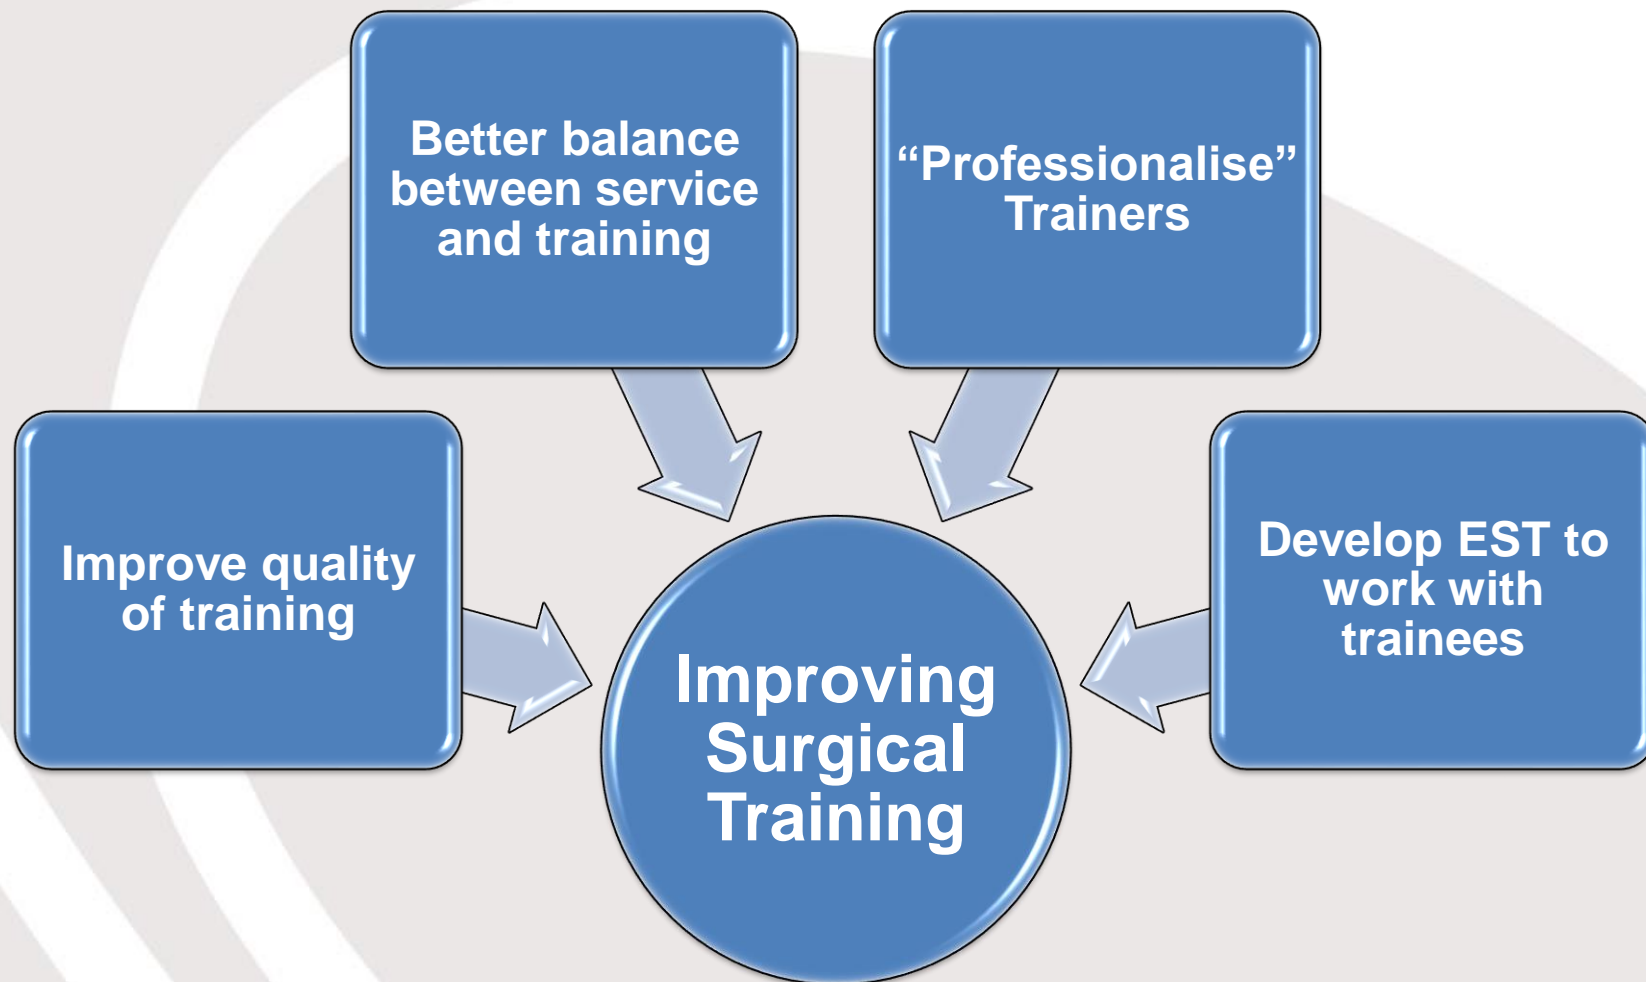 Better balance
between service
and training
“Professionalise”
Trainers
Improve quality
of training
Develop EST to
work with
trainees
Improving
Surgical
Training